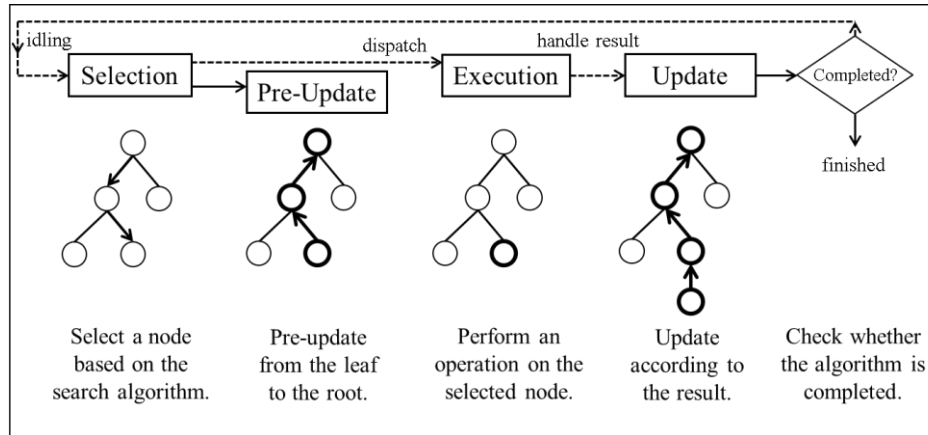 idling
dispatch
handle result
Selection
Pre-Update
Execution
Update
Completed?
finished
Select a node
based on the
search algorithm.
Pre-update
from the leaf
to the root.
Perform an
operation on the
selected node.
Update
according to
the result.
Check whether
the algorithm is
completed.